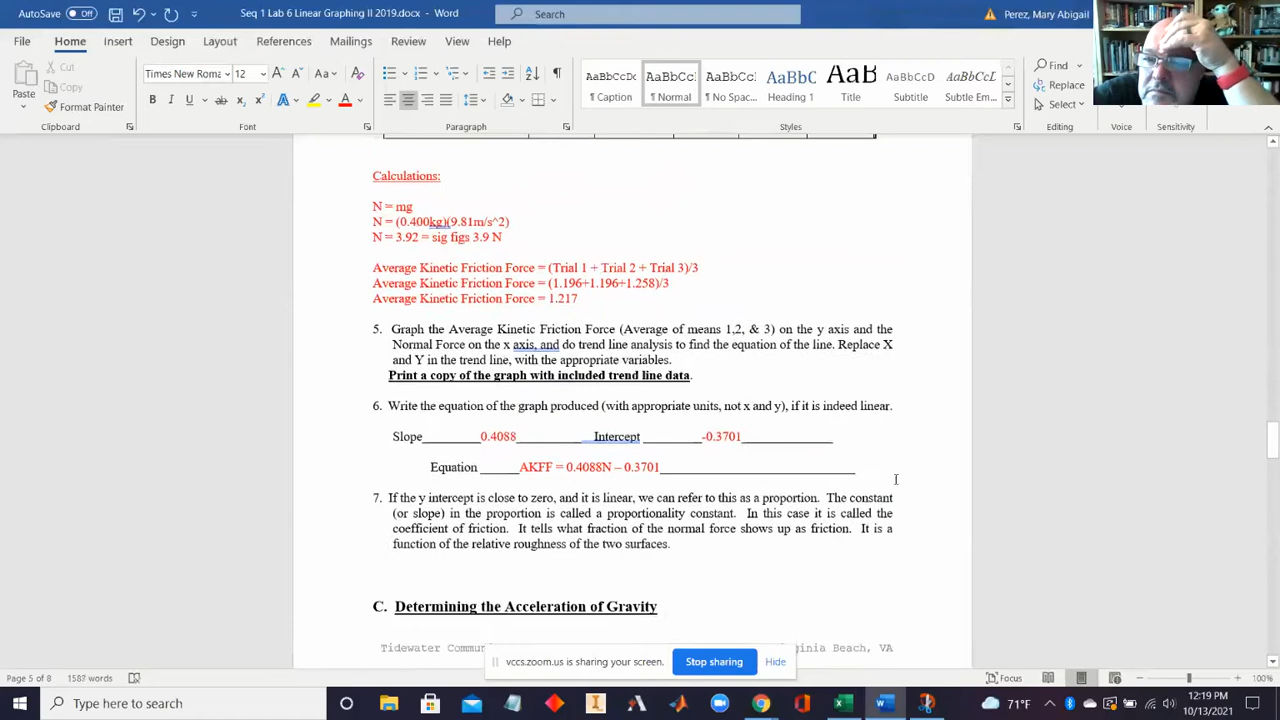 AutoSave Off Seq 1 Lab 6 Linear Graphing II Search Perez, Mary Abigail
File Home Insert Design Layout References Mailings Review View Help
Cut
Copy
Format Painter
Paste
Times New Roma 12
AaBbCcDc AaBbCcI AaBbCcI AaBbC AaB AaBbCcD AaBbCcI
¶ Caption ¶ Normal ¶ No Spac... Heading 1 Title Subtitle Subtle Em...
Find
Replace
Select
Clipboard Font Paragraph Styles Editing Voice Sensitivity
Calculations:
N = mg
N = (0.400kg)(9.81m/s^2)
N = 3.92 = sig figs 3.9 N
Average Kinetic Friction Force = (Trial 1 + Trial 2 + Trial 3)/3
Average Kinetic Friction Force = (1.196+1.196+1.258)/3
Average Kinetic Friction Force = 1.217
5. Graph the Average Kinetic Friction Force (Average of means 1,2, & 3) on the y axis and the
Normal Force on the x axis, and do trend line analysis to find the equation of the line. Replace X
and Y in the trend line, with the appropriate variables.
Print a copy of the graph with included trend line data.
6. Write the equation of the graph produced (with appropriate units, not x and y), if it is indeed linear.
Slope________0.4088_________Intercept ________-0.3701____________
Equation ______AKFF = 0.4088N – 0.3701_________________________
7. If the y intercept is close to zero, and it is linear, we can refer to this as a proportion. The constant
(or slope) in the proportion is called a proportionality constant. In this case it is called the
coefficient of friction. It tells what fraction of the normal force shows up as friction. It is a
function of the relative roughness of the two surfaces.
C. Determining the Acceleration of Gravity
Tidewater Commu ginia Beach, VA
vccs.zoom.us is sharing your screen. Stop sharing Hide
Page 5 of 8 1588 words Focus 100%
Type here to search 71°F 12:19 PM
10/13/2021